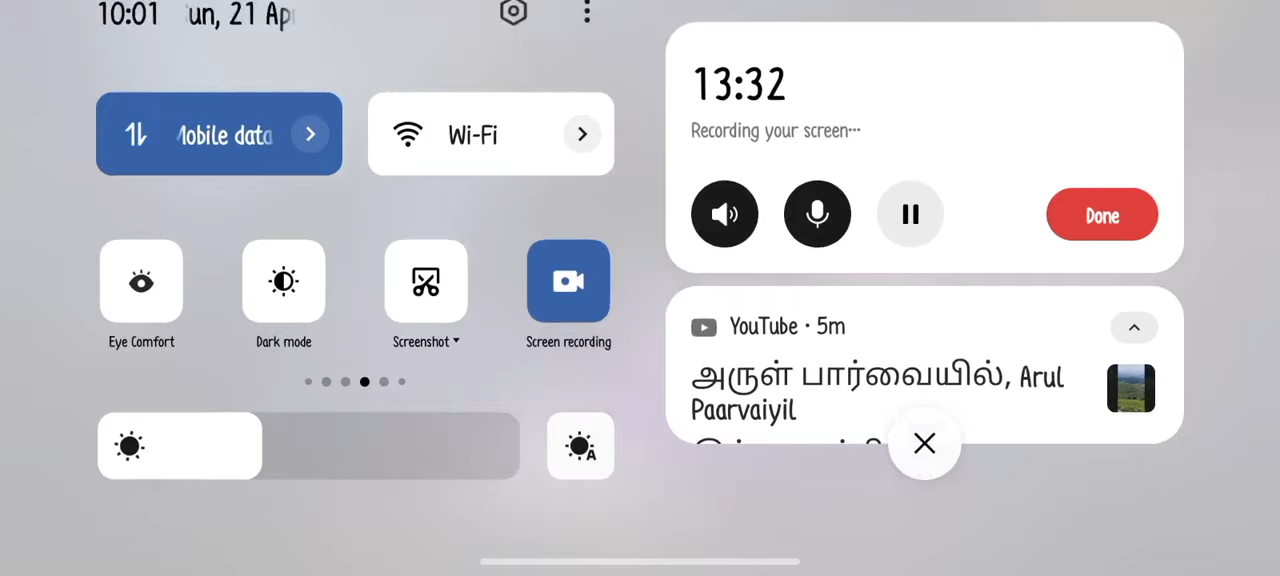 10:01 un, 21 Ap
Mobile data
Wi-Fi
Eye Comfort
Dark mode
Screenshot
Screen recording
A
13:32
Recording your screen...
Done
YouTube • 5m
அருள் பார்வையில், Arul
Paarvaiyil